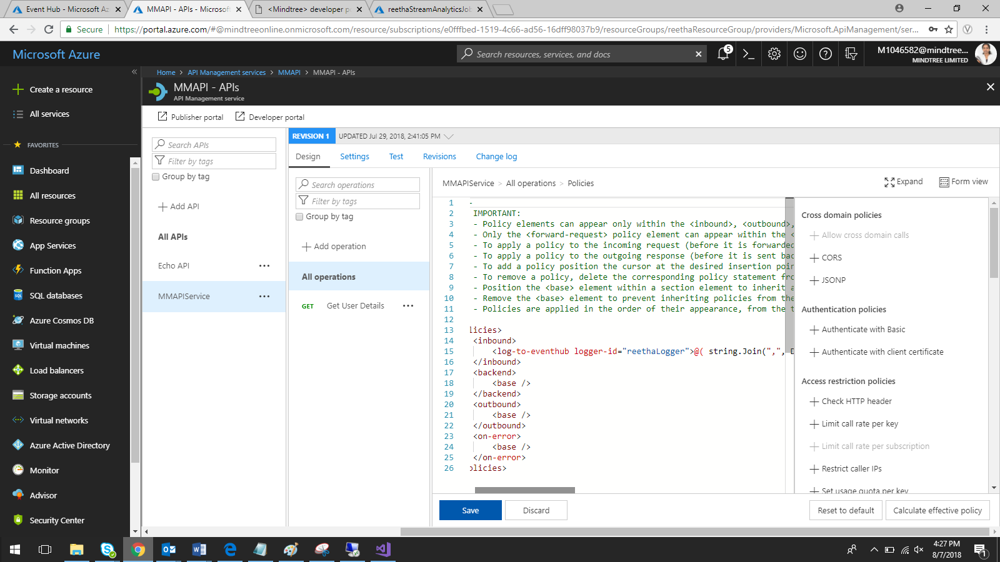 Event Hub - Microsoft Az
MMAPI - APIs - Microsoft
<Mindtree> developer p
reethaStreamAnalyticsJob
Secure
https://portal.azure.com/#@mindtreeonline.onmicrosoft.com/resource/subscriptions/e0fffbed-1519-4c66-ad56-16dff98037b9/resourceGroups/reethaResourceGroup/providers/Microsoft.ApiManagement/ser...
Microsoft Azure
Search resources, services, and docs
5
M1046582@mindtree...
MINDTREE LIMITED
Home > API Management services > MMAPI > MMAPI - APIs
MMAPI - APIs
API Management service
Publisher portal
Developer portal
Create a resource
All services
FAVORITES
Dashboard
All resources
Resource groups
App Services
Function Apps
SQL databases
Azure Cosmos DB
Virtual machines
Load balancers
Storage accounts
Virtual networks
Azure Active Directory
Monitor
Advisor
Security Center
Search APIs
Filter by tags
Group by tag
Add API
All APIs
Echo API
MMAPIService
REVISION 1
UPDATED Jul 29, 2018, 2:41:05 PM
Design
Settings
Test
Revisions
Change log
Search operations
Filter by tags
Group by tag
Add operation
All operations
GET Get User Details
MMAPIService > All operations > Policies
Expand
Form view
1 -
2 IMPORTANT:
3 - Policy elements can appear only within the <inbound>, <outbound>,
4 - Only the <forward-request> policy element can appear within the <
5 - To apply a policy to the incoming request (before it is forwarded
6 - To apply a policy to the outgoing response (before it is sent bac
7 - To add a policy position the cursor at the desired insertion poin
8 - To remove a policy, delete the corresponding policy statement fro
9 - Position the <base> element within a section element to inherit a
10 - Remove the <base> element to prevent inheriting policies from the
11 - Policies are applied in the order of their appearance, from the t
12
13 licies>
14 <inbound>
15 <log-to-eventhub logger-id="reethaLogger">@( string.Join(",", D
16 </inbound>
17 <backend>
18 <base />
19 </backend>
20 <outbound>
21 <base />
22 </outbound>
23 <on-error>
24 <base />
25 </on-error>
26 olicies>
Cross domain policies
Allow cross domain calls
CORS
JSONP
Authentication policies
Authenticate with Basic
Authenticate with client certificate
Access restriction policies
Check HTTP header
Limit call rate per key
Limit call rate per subscription
Restrict caller IPs
Set usage quota per key
Save
Discard
Reset to default
Calculate effective policy
4:27 PM
8/7/2018
1